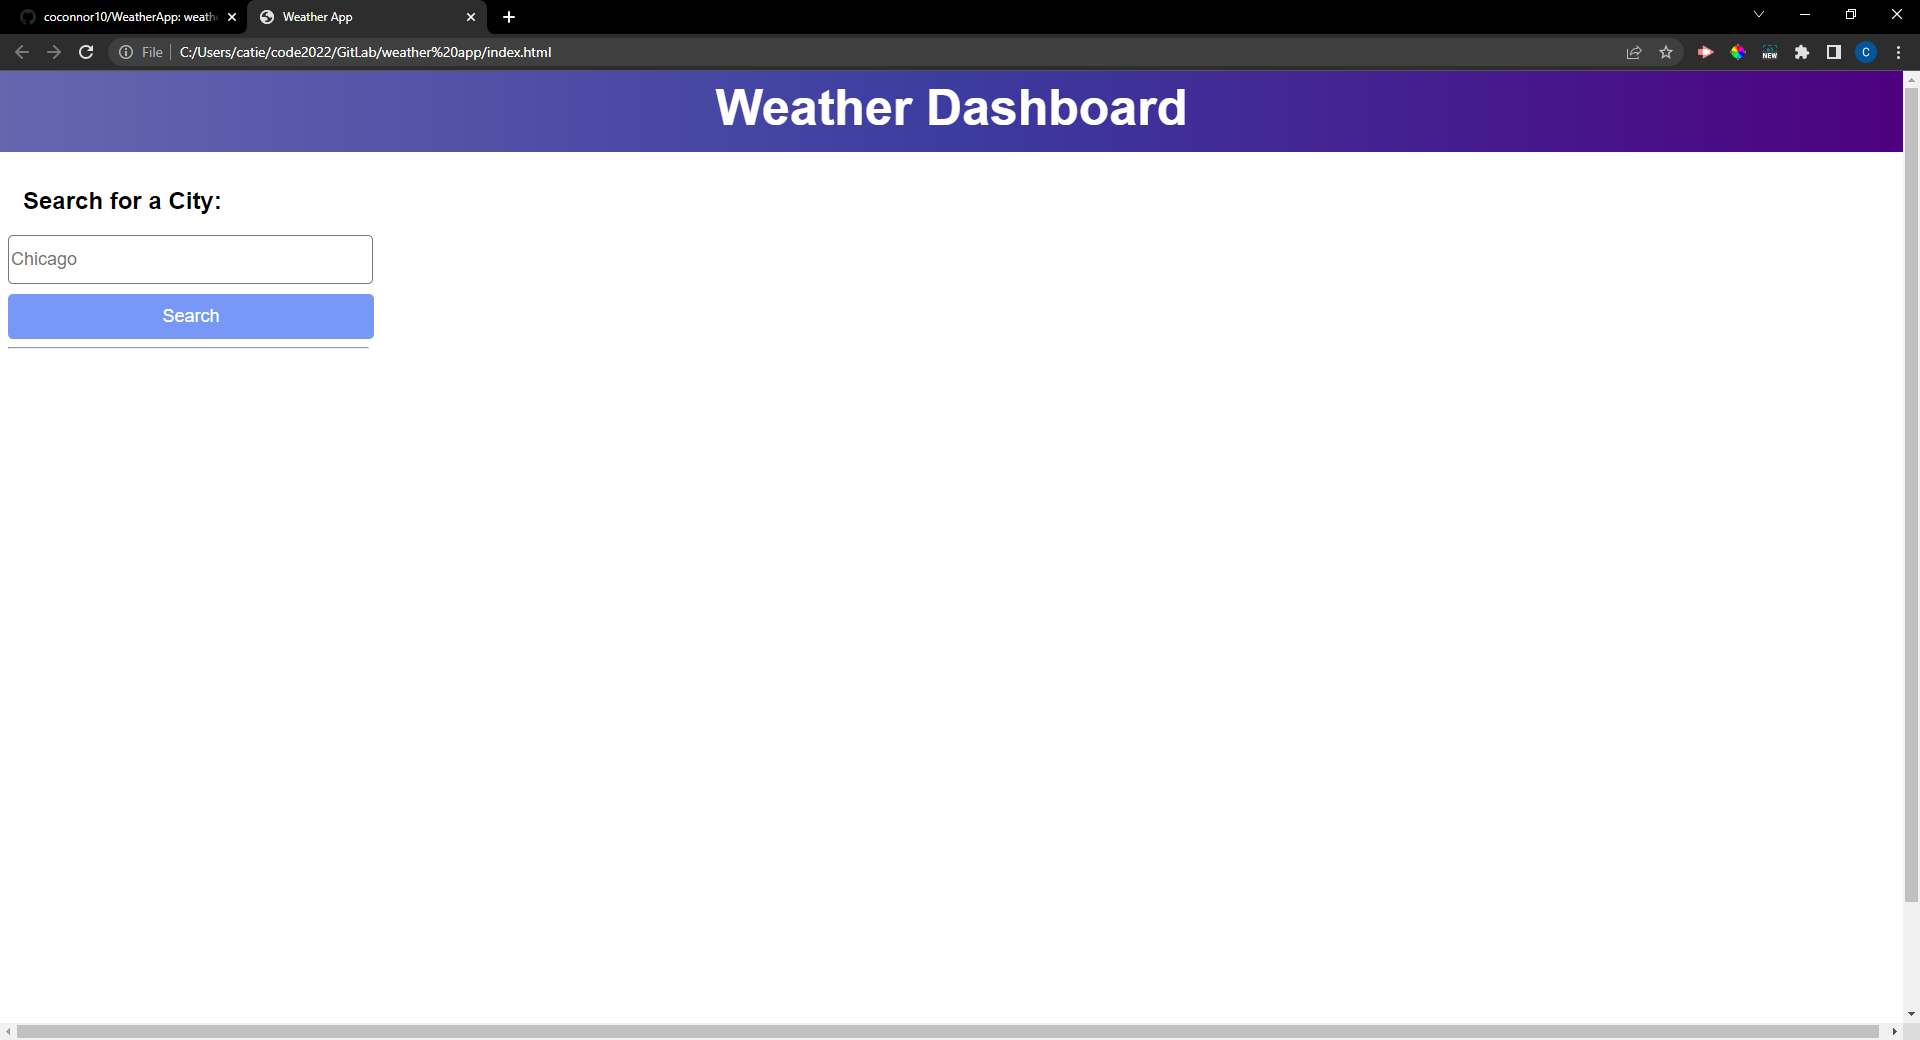 coconnor10/WeatherApp: weath
Weather App
File
C:/Users/catie/code2022/GitLab/weather%20app/index.html
NEW
C
Weather Dashboard
Search for a City:
Chicago
Search